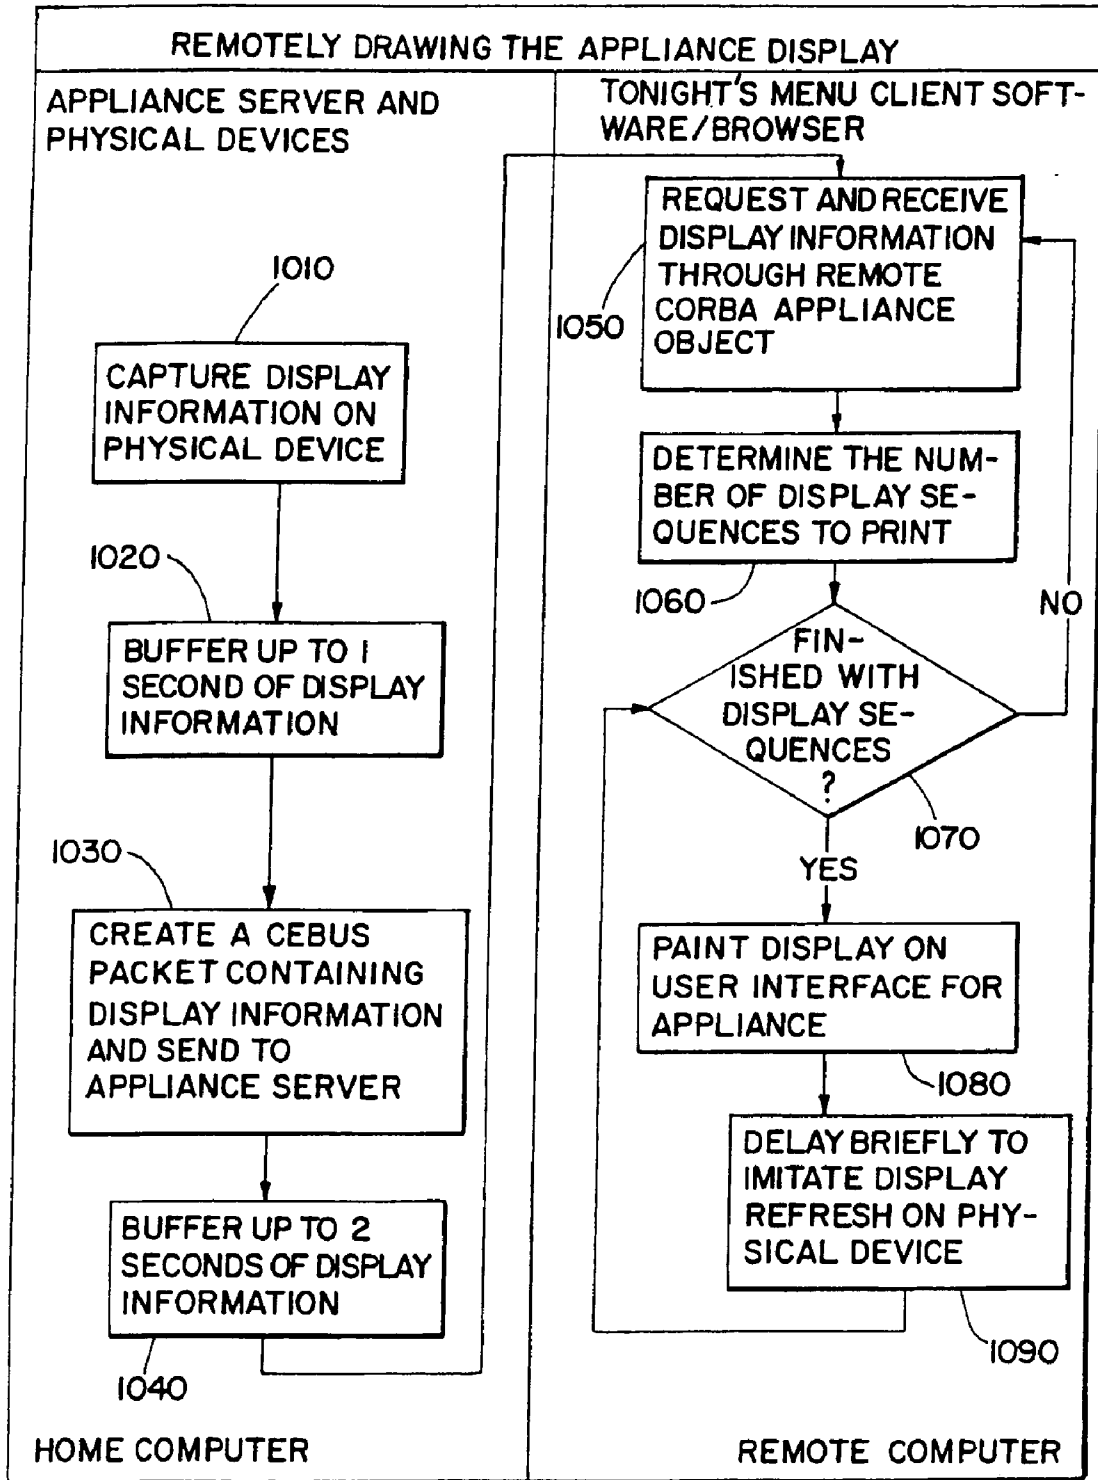 REMOTELY DRAWING THE APPLIANCE DISPLAY
APPLIANCE SERVER AND
PHYSICAL DEVICES
1010
CAPTURE DISPLAY
INFORMATION ON
PHYSICAL DEVICE
1020
BUFFER UP TO 1
SECOND OF DISPLAY
INFORMATION
1030
CREATE A CEBUS
PACKET CONTAINING
DISPLAY INFORMATION
AND SEND TO
APPLIANCE SERVER
BUFFER UP TO 2
SECONDS OF DISPLAY
INFORMATION
1040
HOME COMPUTER
TONIGHT'S MENU CLIENT SOFT-
WARE/BROWSER
REQUEST AND RECEIVE
DISPLAY INFORMATION
THROUGH REMOTE
CORBA APPLIANCE
OBJECT
1050
DETERMINE THE NUM-
BER OF DISPLAY SE-
QUENCES TO PRINT
1060
NO
FIN-
ISHED WITH
DISPLAY SE-
QUENCES
?
1070
YES
PAINT DISPLAY ON
USER INTERFACE FOR
APPLIANCE
1080
DELAY BRIEFLY TO
IMITATE DISPLAY
REFRESH ON PHY-
SICAL DEVICE
1090
REMOTE COMPUTER